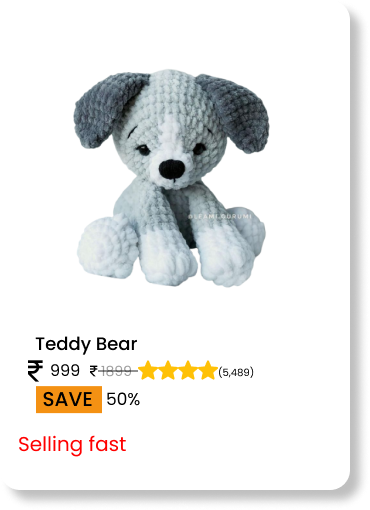 Teddy Bear
₹ 999 ₹ 1899 (5,489)
SAVE 50%
Selling fast